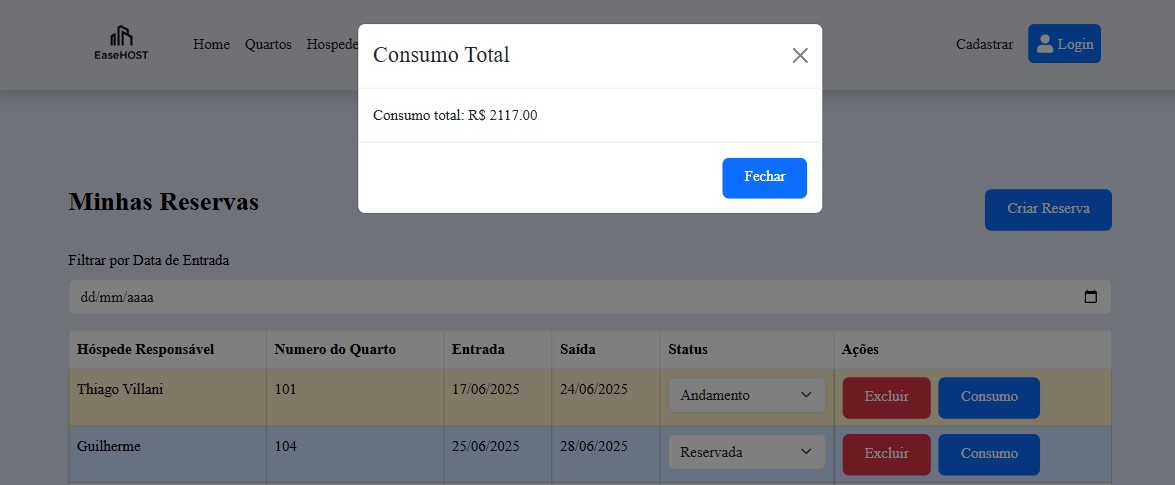 EaseHOST
Home Quartos Hospede
Cadastrar Login
Consumo Total
Consumo total: R$ 2117.00
Fechar
Minhas Reservas
Criar Reserva
Filtrar por Data de Entrada
dd/mm/aaaa
Hóspede Responsável Numero do Quarto Entrada Saída Status Ações
Thiago Villani 101 17/06/2025 24/06/2025 Andamento Excluir Consumo
Guilherme 104 25/06/2025 28/06/2025 Reservada Excluir Consumo